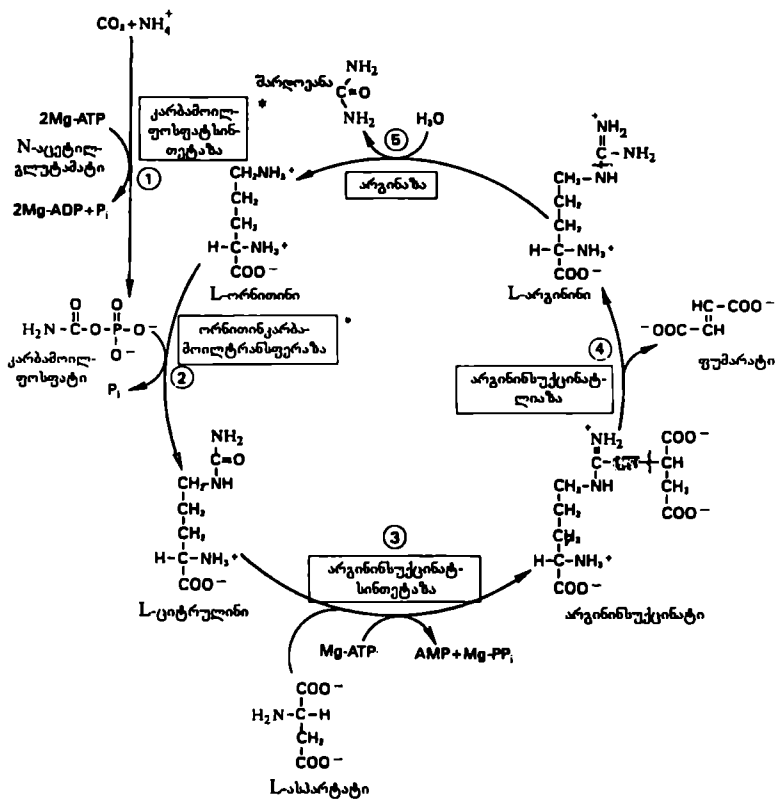 CO₂ + NH₄⁺
2Mg-ATP
N-აცეტილ-
გლუტამატი
2Mg-ADP + Pᵢ
კარბამოილ-
ფოსფატსინ-
თეტაზა
*
①
შარდოვანა
NH₂
C=O
NH₂
⑤
H₂O
არგინაზა
CH₂NH₃⁺
CH₂
CH₂
H–C–NH₃⁺
COO⁻
L-ორნითინი
⁺NH₂
C–NH₂
CH₂–NH
CH₂
CH₂
H–C–NH₃⁺
COO⁻
L-არგინინი
O O
H₂N–C–O–P–O⁻
O⁻
კარბამოილ-
ფოსფატი
Pᵢ
②
ორნითინკარბა-
მოილტრანსფერაზა
*
④
არგინინსუქცინატ-
ლიაზა
CH–COO⁻
⁻OOC–CH
ფუმარატი
NH₂
C=O
CH₂–NH
CH₂
CH₂
H–C–NH₃⁺
COO⁻
L-ციტრულინი
③
არგინინსუქცინატ-
სინთეტაზა
Mg-ATP
AMP + Mg-PPᵢ
⁺NH₂ COO⁻
C CH
CH₂–NH CH₂
CH₂ COO⁻
CH₂
H–C–NH₃⁺
COO⁻
არგინინსუქცინატი
COO⁻
H₂N–C–H
CH₂
COO⁻
L-ასპარტატი